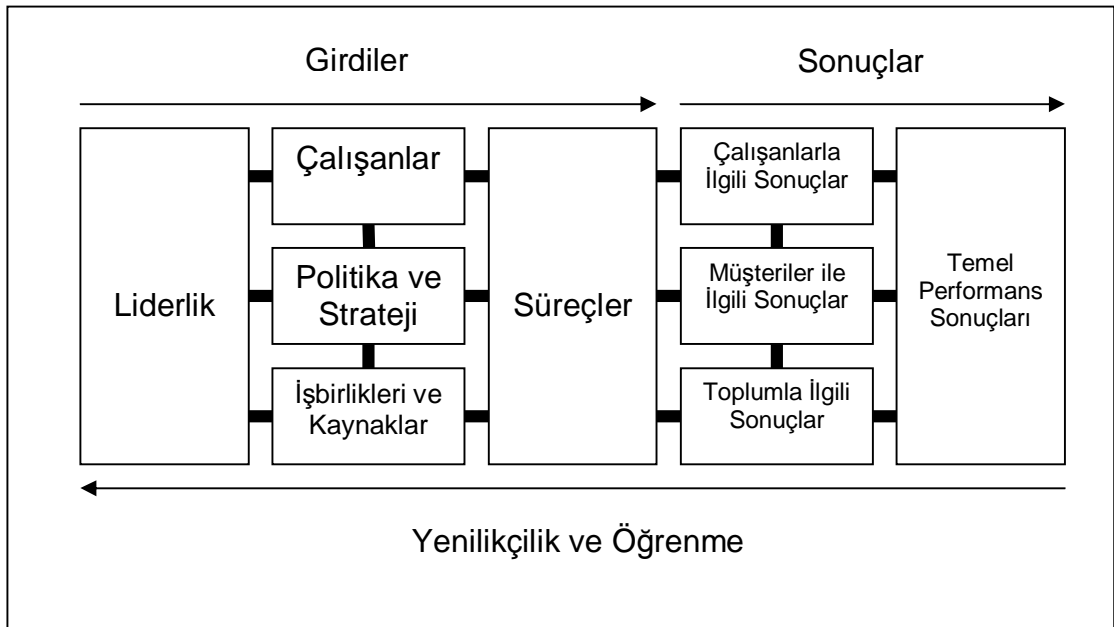 Girdiler
Sonuçlar
Liderlik
Çalışanlar
Politika ve
Strateji
İşbirlikleri ve
Kaynaklar
Süreçler
Çalışanlarla
İlgili Sonuçlar
Müşteriler ile
İlgili Sonuçlar
Toplumla İlgili
Sonuçlar
Temel
Performans
Sonuçları
Yenilikçilik ve Öğrenme